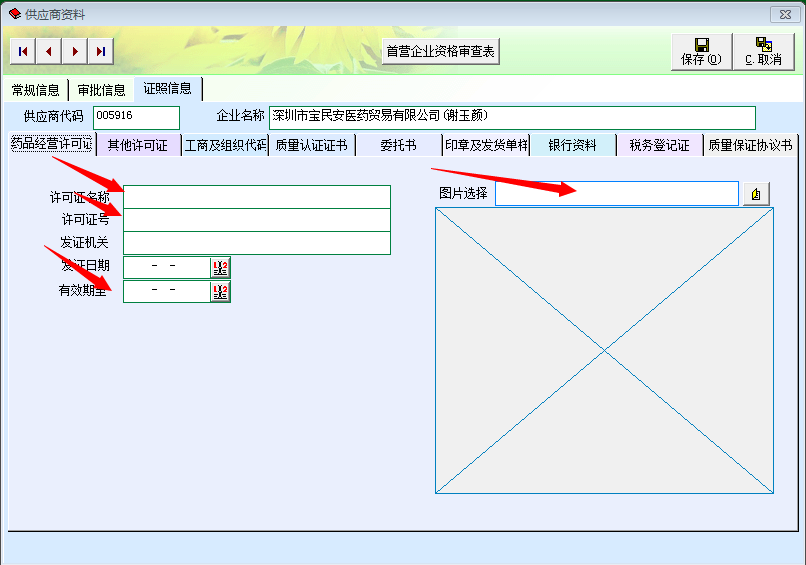 供应商资料
首营企业资格审查表
保存(O)
C.取消
常规信息 审批信息 证照信息
供应商代码 005916 企业名称 深圳市宝民安医药贸易有限公司(谢玉颜)
药品经营许可证 其他许可证 工商及组织代码 质量认证证书 委托书 印章及发货单样 银行资料 税务登记证 质量保证协议书
许可证名称
图片选择
许可证号
发证机关
发证日期 - -
有效期至 - -